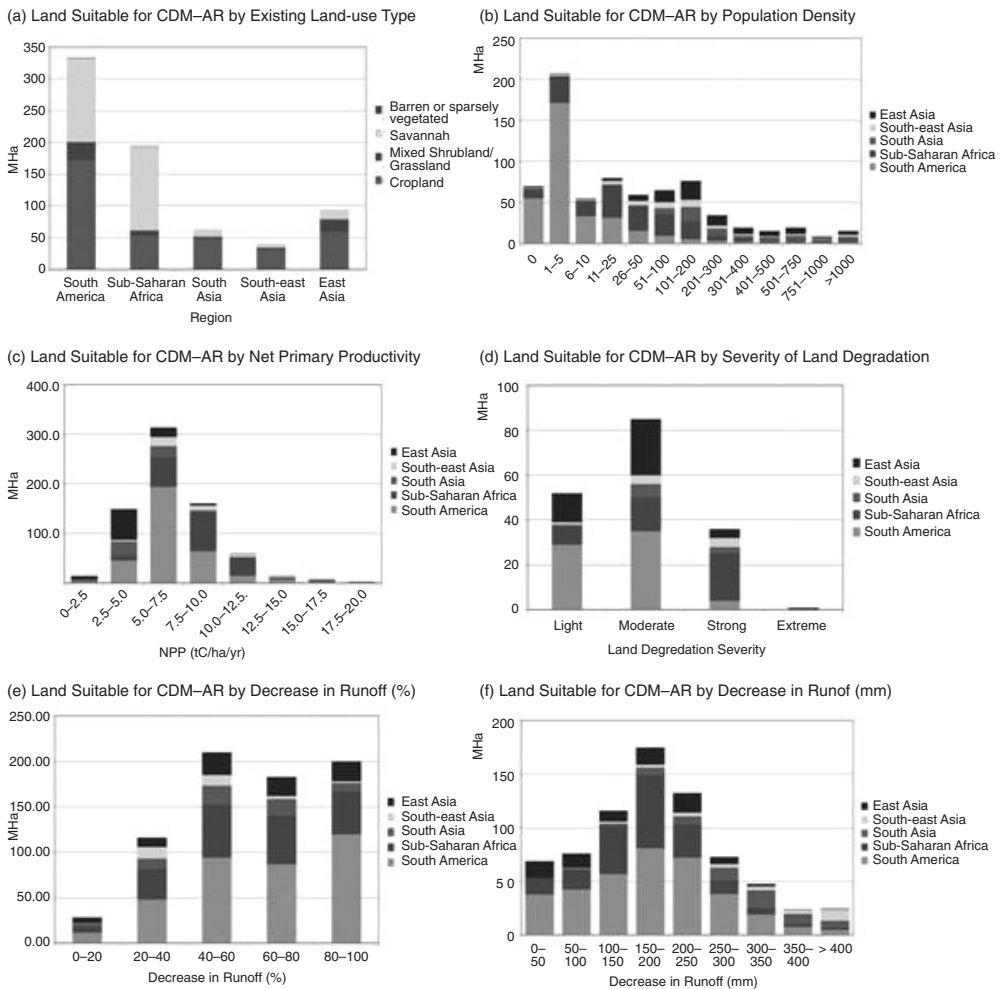 (a) Land Suitable for CDM–AR by Existing Land-use Type
350
300
250
200
150
100
50
0
MHa
South America
Sub-Saharan Africa
South Asia
South-east Asia
East Asia
Region
Barren or sparsely vegetated
Savannah
Mixed Shrubland/ Grassland
Cropland
(b) Land Suitable for CDM–AR by Population Density
MHa
250
200
150
100
50
0
0
1–5
6–10
11–25
26–50
51–100
101–200
201–300
301–400
401–500
501–750
751–1000
>1000
East Asia
South-east Asia
South Asia
Sub-Saharan Africa
South America
(c) Land Suitable for CDM–AR by Net Primary Productivity
400.0
300.0
200.0
100.0
MHa
0–2.5
2.5–5.0
5.0–7.5
7.5–10.0
10.0–12.5.
12.5–15.0
15.0–17.5
17.5–20.0
NPP (tC/ha/yr)
East Asia
South-east Asia
South Asia
Sub-Saharan Africa
South America
(d) Land Suitable for CDM–AR by Severity of Land Degradation
MHa
100
80
60
40
20
0
Light
Moderate
Strong
Extreme
Land Degredation Severity
East Asia
South-east Asia
South Asia
Sub-Saharan Africa
South America
(e) Land Suitable for CDM–AR by Decrease in Runoff (%)
250.00
200.00
150.00
100.00
50.00
0.00
MHa
0–20
20–40
40–60
60–80
80–100
Decrease in Runoff (%)
East Asia
South-east Asia
South Asia
Sub-Saharan Africa
South America
(f) Land Suitable for CDM–AR by Decrease in Runof (mm)
MHa
200
150
100
5 0
0
0– 50
50– 100
100– 150
150– 200
200– 250
250– 300
300– 350
350– 400
> 400
Decrease in Runoff (mm)
East Asia
South-east Asia
South Asia
Sub-Saharan Africa
South America